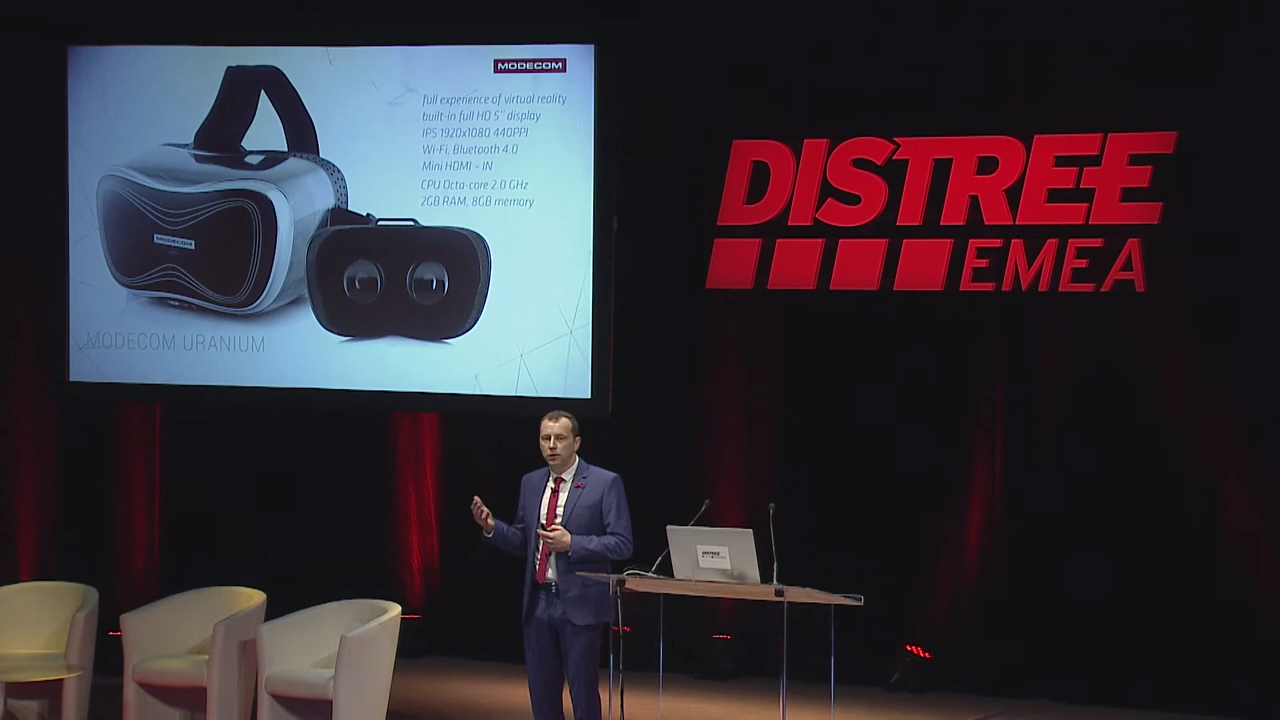 MODECOM
full experience of virtual reality
built-in full HD 5'' display
IPS 1920x1080 440PPI
Wi-Fi, Bluetooth 4.0
Mini HDMI - IN
CPU Octa-core 2.0 GHz
2GB RAM, 8GB memory
MODECOM
MODECOM URANIUM
DISTREE
EMEA
DISTREE